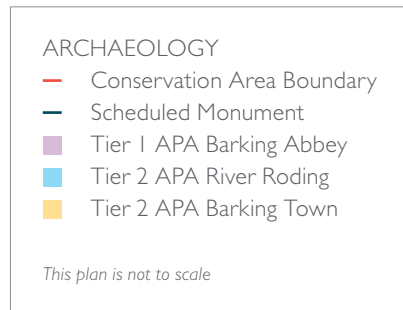 ARCHAEOLOGY
Conservation Area Boundary
Scheduled Monument
Tier 1 APA Barking Abbey
Tier 2 APA River Roding
Tier 2 APA Barking Town
This plan is not to scale